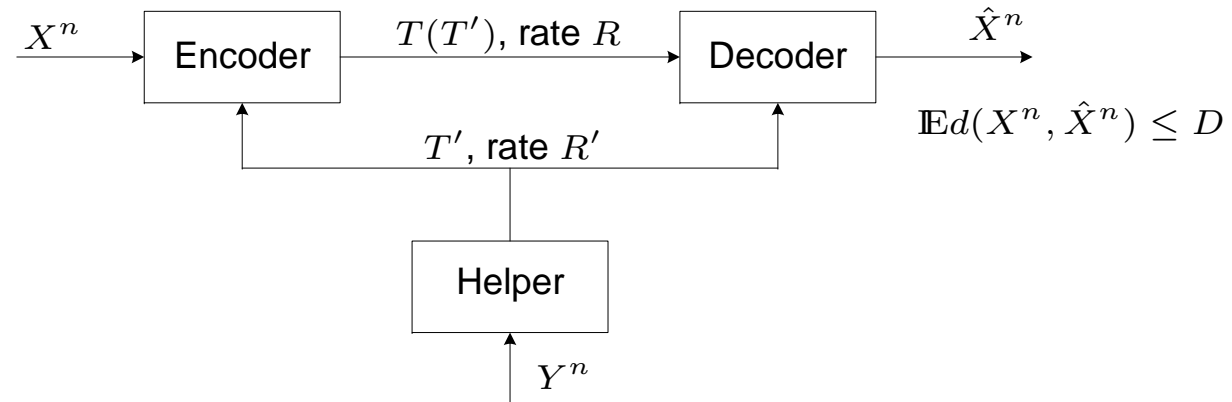 X^n
Encoder
T(T′), rate R
Decoder
X̂^n
𝔼d(X^n, X̂^n) ≤ D
T′, rate R′
Helper
Y^n